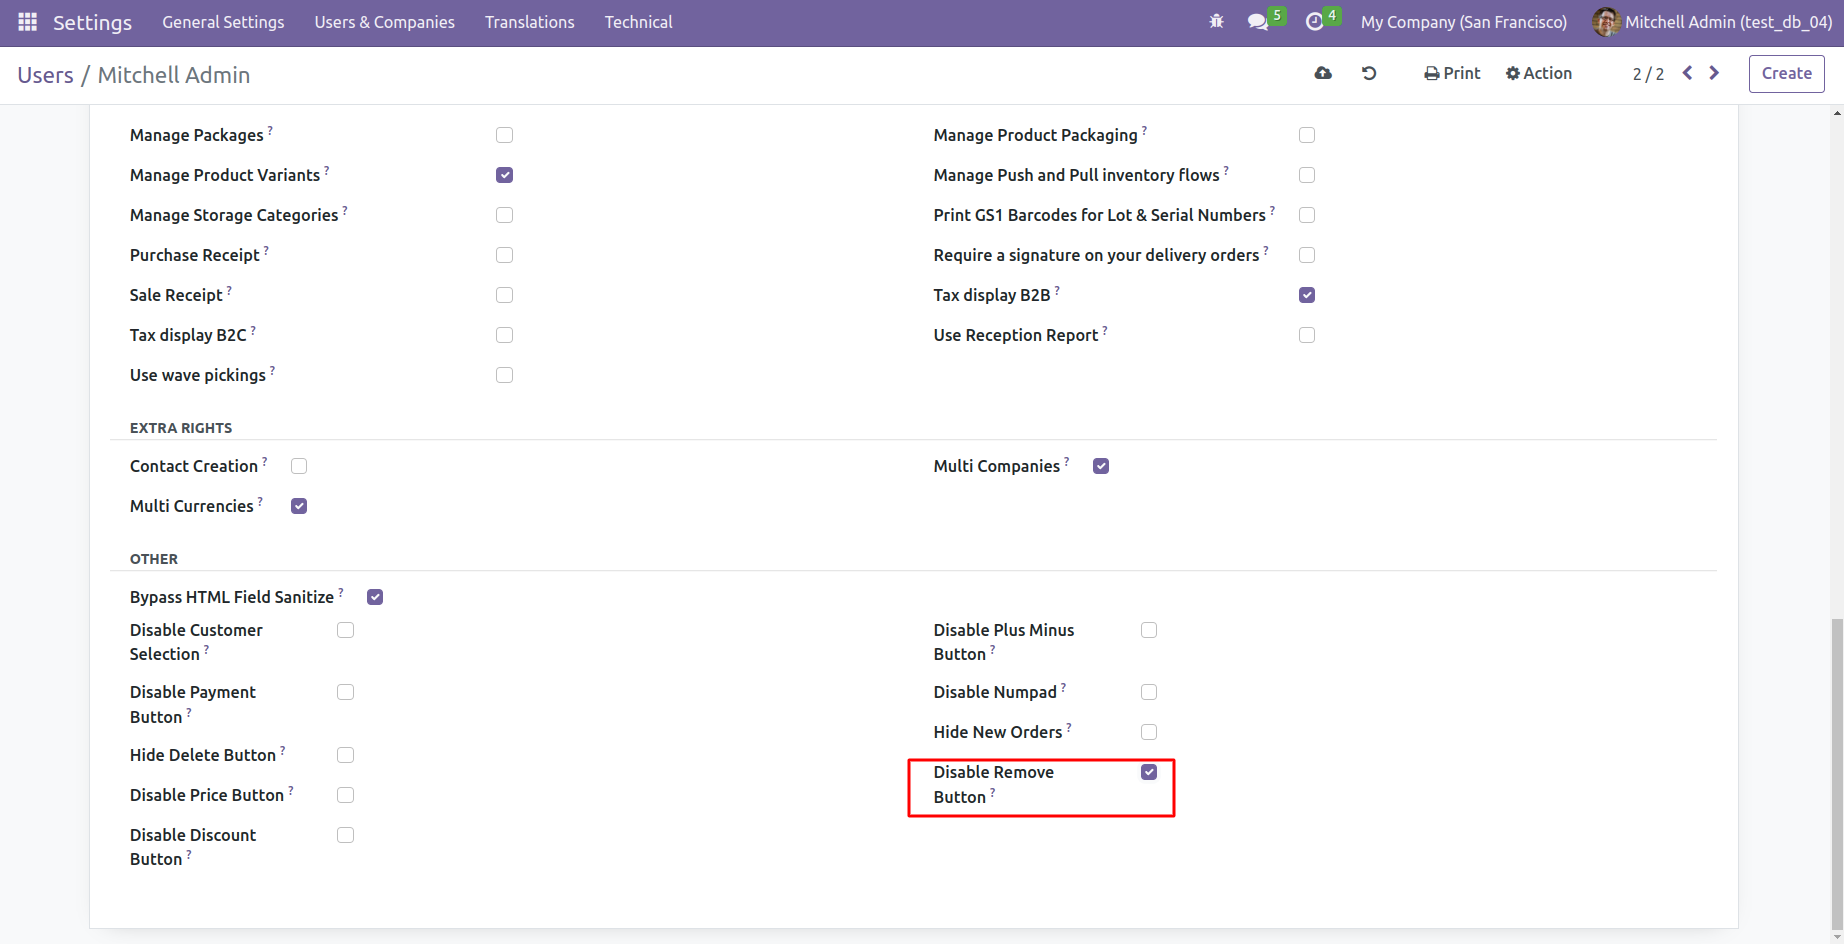 Settings General Settings Users & Companies Translations Technical 5 4 My Company (San Francisco) Mitchell Admin (test_db_04)
Users / Mitchell Admin Print Action 2 / 2 Create
Manage Packages ? Manage Product Packaging ?
Manage Product Variants ? Manage Push and Pull inventory flows ?
Manage Storage Categories ? Print GS1 Barcodes for Lot & Serial Numbers ?
Purchase Receipt ? Require a signature on your delivery orders ?
Sale Receipt ? Tax display B2B ?
Tax display B2C ? Use Reception Report ?
Use wave pickings ?
EXTRA RIGHTS
Contact Creation ? Multi Companies ?
Multi Currencies ?
OTHER
Bypass HTML Field Sanitize ?
Disable Customer
Selection ?
Disable Plus Minus
Button ?
Disable Payment
Button ?
Disable Numpad ?
Hide New Orders ?
Hide Delete Button ?
Disable Remove
Button ?
Disable Price Button ?
Disable Discount
Button ?